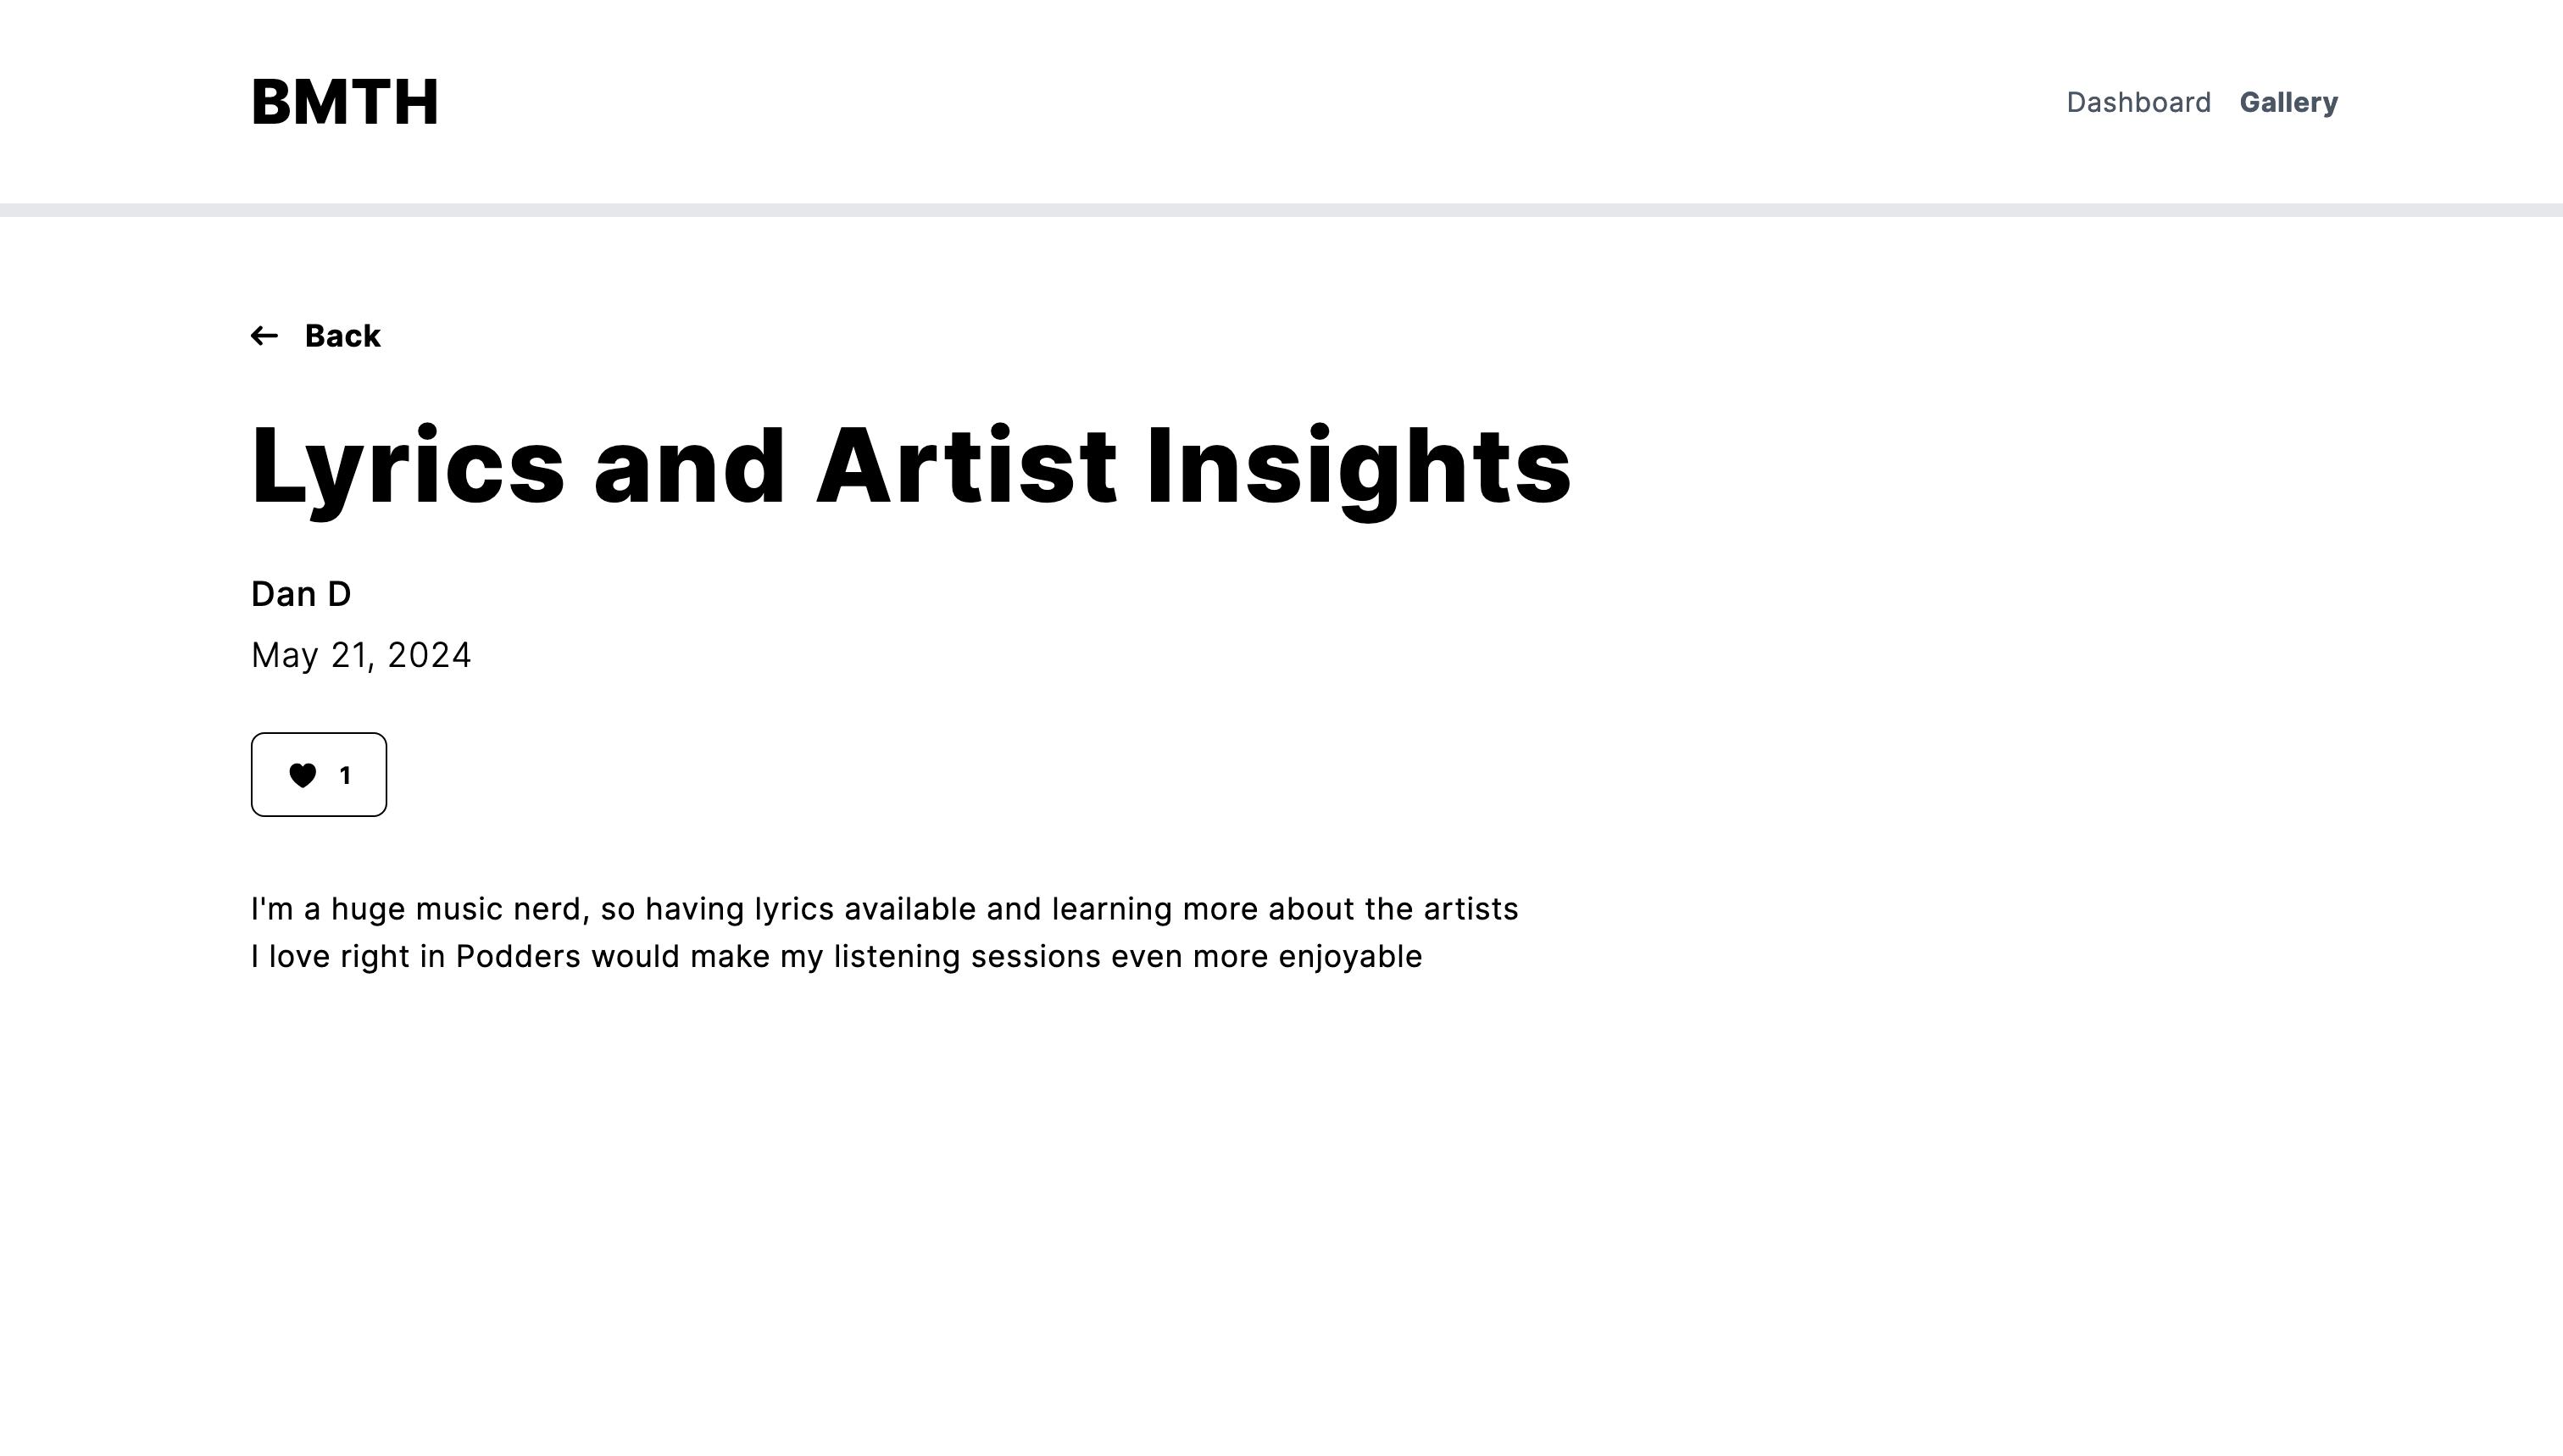 BMTH
Dashboard Gallery
Back
Lyrics and Artist Insights
Dan D
May 21, 2024
1
I'm a huge music nerd, so having lyrics available and learning more about the artists
I love right in Podders would make my listening sessions even more enjoyable